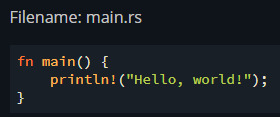 Filename: main.rs
fn main() {
    println!("Hello, world!");
}